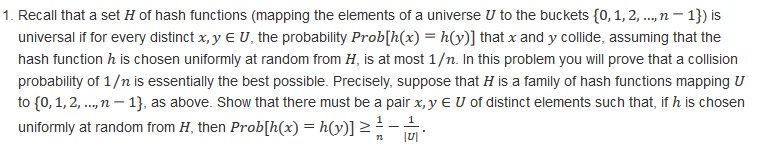 1. Recall that a set H of hash functions (mapping the elements of a universe U to the buckets {0, 1, 2, ..., n − 1}) is
universal if for every distinct x, y ∈ U, the probability Prob[h(x) = h(y)] that x and y collide, assuming that the
hash function h is chosen uniformly at random from H, is at most 1/n. In this problem you will prove that a collision
probability of 1/n is essentially the best possible. Precisely, suppose that H is a family of hash functions mapping U
to {0, 1, 2, ..., n − 1}, as above. Show that there must be a pair x, y ∈ U of distinct elements such that, if h is chosen
uniformly at random from H, then Prob[h(x) = h(y)] ≥ 1/n − 1/|U| .